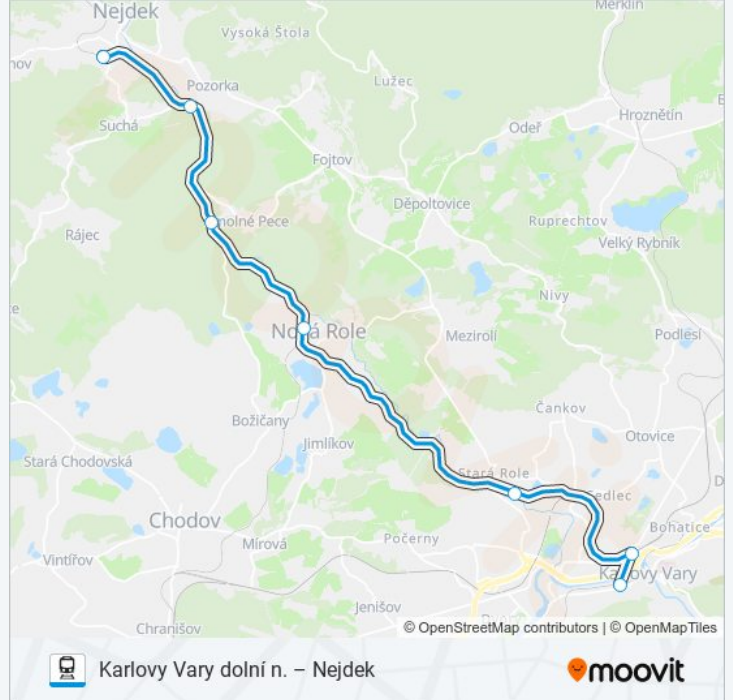 Nejdek
Merklín
Vysoká Štola
nov
Lužec
Pozorka
Hroznětín
Suchá
Odeř
Fojtov
Děpoltovice
molné Pece
Ruprechtov
Rájec
Velký Rybník
Nivy
Nová Role
Mezirolí
Podlesí
Čankov
Božičany
Otovice
Jimlíkov
Stará Chodovská
Stará Role
Sedlec
Chodov
Bohatice
Počerny
Mírová
Vintířov
Karlovy Vary
Jenišov
Chranišov
© OpenStreetMap contributors | © OpenMapTiles
Karlovy Vary dolní n. – Nejdek
moovit